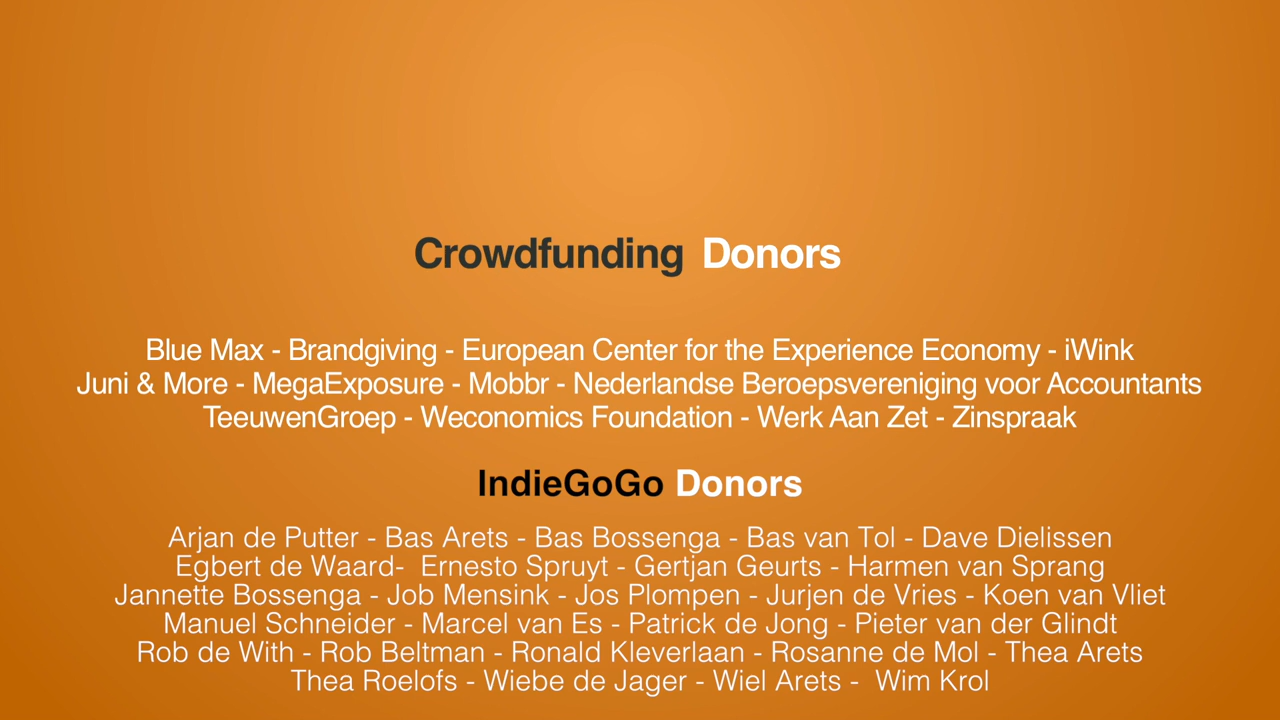 Crowdfunding Donors
Blue Max - Brandgiving - European Center for the Experience Economy - iWink
Juni & More - MegaExposure - Mobbr - Nederlandse Beroepsvereniging voor Accountants
TeeuwenGroep - Weconomics Foundation - Werk Aan Zet - Zinspraak
IndieGoGo Donors
Arjan de Putter - Bas Arets - Bas Bossenga - Bas van Tol - Dave Dielissen
Egbert de Waard-  Ernesto Spruyt - Gertjan Geurts - Harmen van Sprang
Jannette Bossenga - Job Mensink - Jos Plompen - Jurjen de Vries - Koen van Vliet
Manuel Schneider - Marcel van Es - Patrick de Jong - Pieter van der Glindt
Rob de With - Rob Beltman - Ronald Kleverlaan - Rosanne de Mol - Thea Arets
Thea Roelofs - Wiebe de Jager - Wiel Arets -  Wim Krol